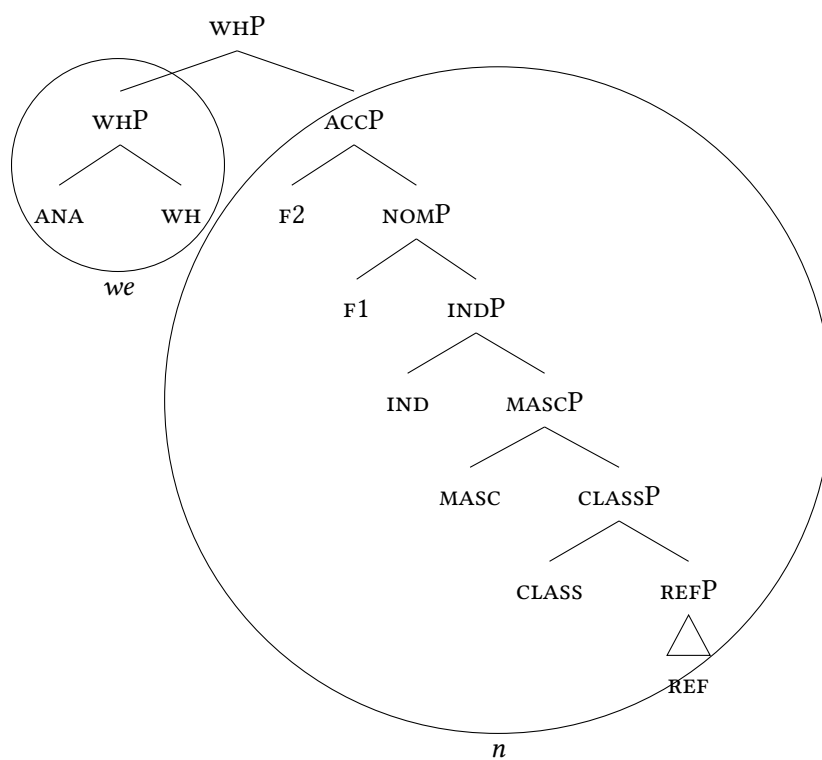 WHP
WHP ACCP
ANA WH F2 NOMP
we F1 INDP
IND MASCP
MASC CLASSP
CLASS REFP
REF
n